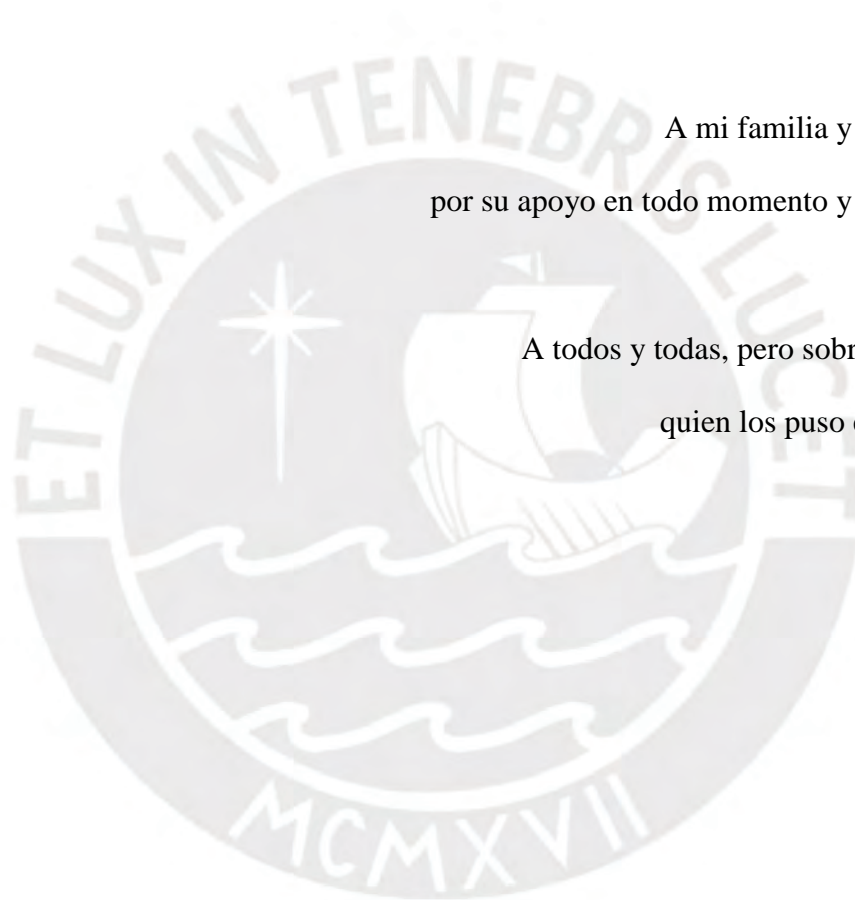 ET LUX IN TENEBRIS LUCET
A mi familia y
por su apoyo en todo momento y
A todos y todas, pero sobr
quien los puso
MCMXVII